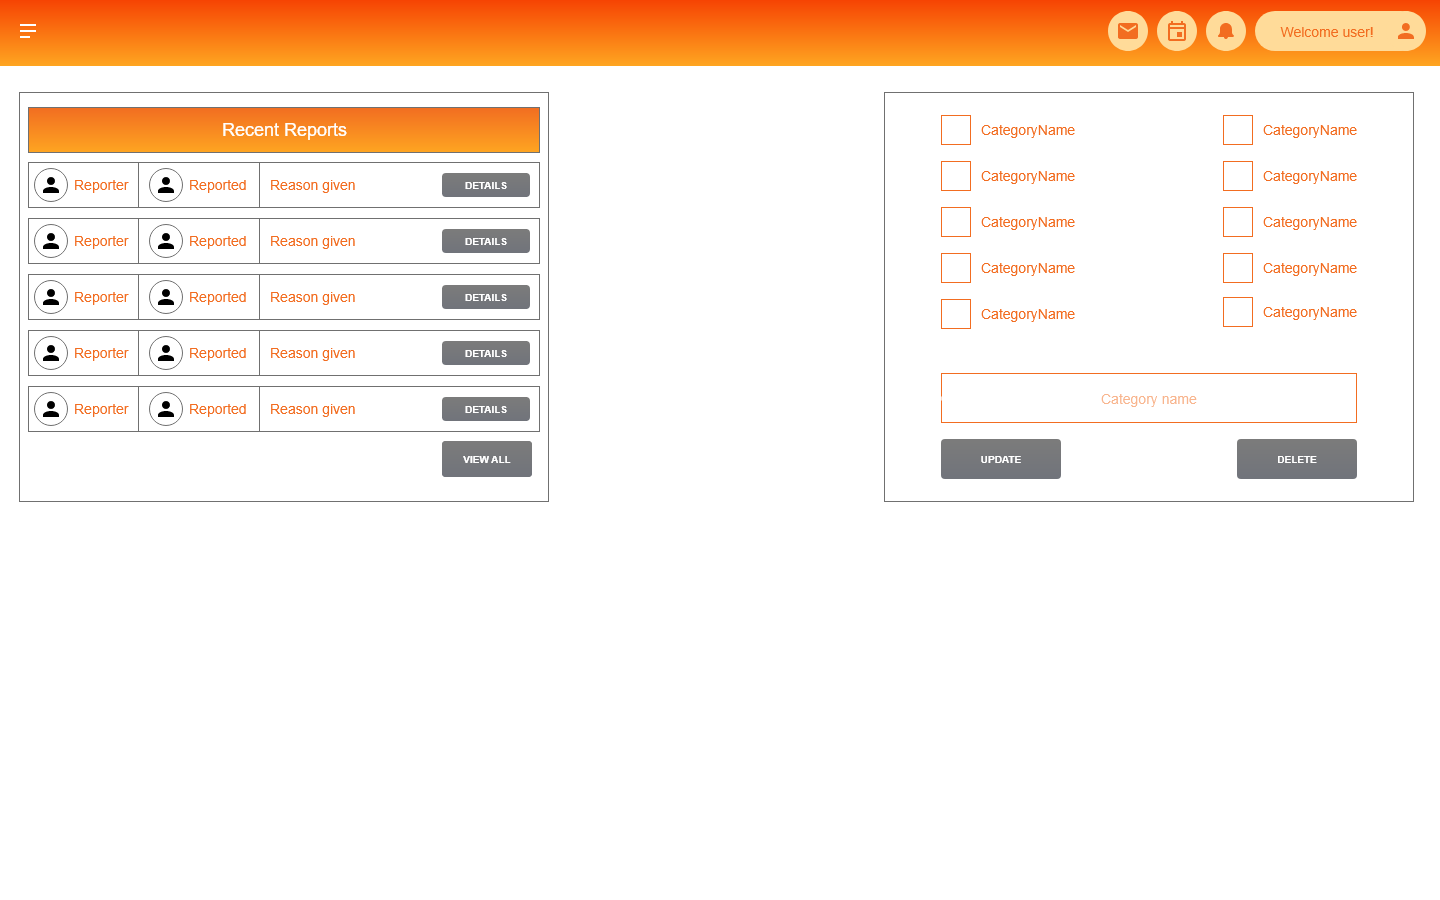 Welcome user!
Recent Reports
Reporter Reported Reason given DETAILS
Reporter Reported Reason given DETAILS
Reporter Reported Reason given DETAILS
Reporter Reported Reason given DETAILS
Reporter Reported Reason given DETAILS
VIEW ALL
CategoryName CategoryName
CategoryName CategoryName
CategoryName CategoryName
CategoryName CategoryName
CategoryName CategoryName
Category name
UPDATE DELETE